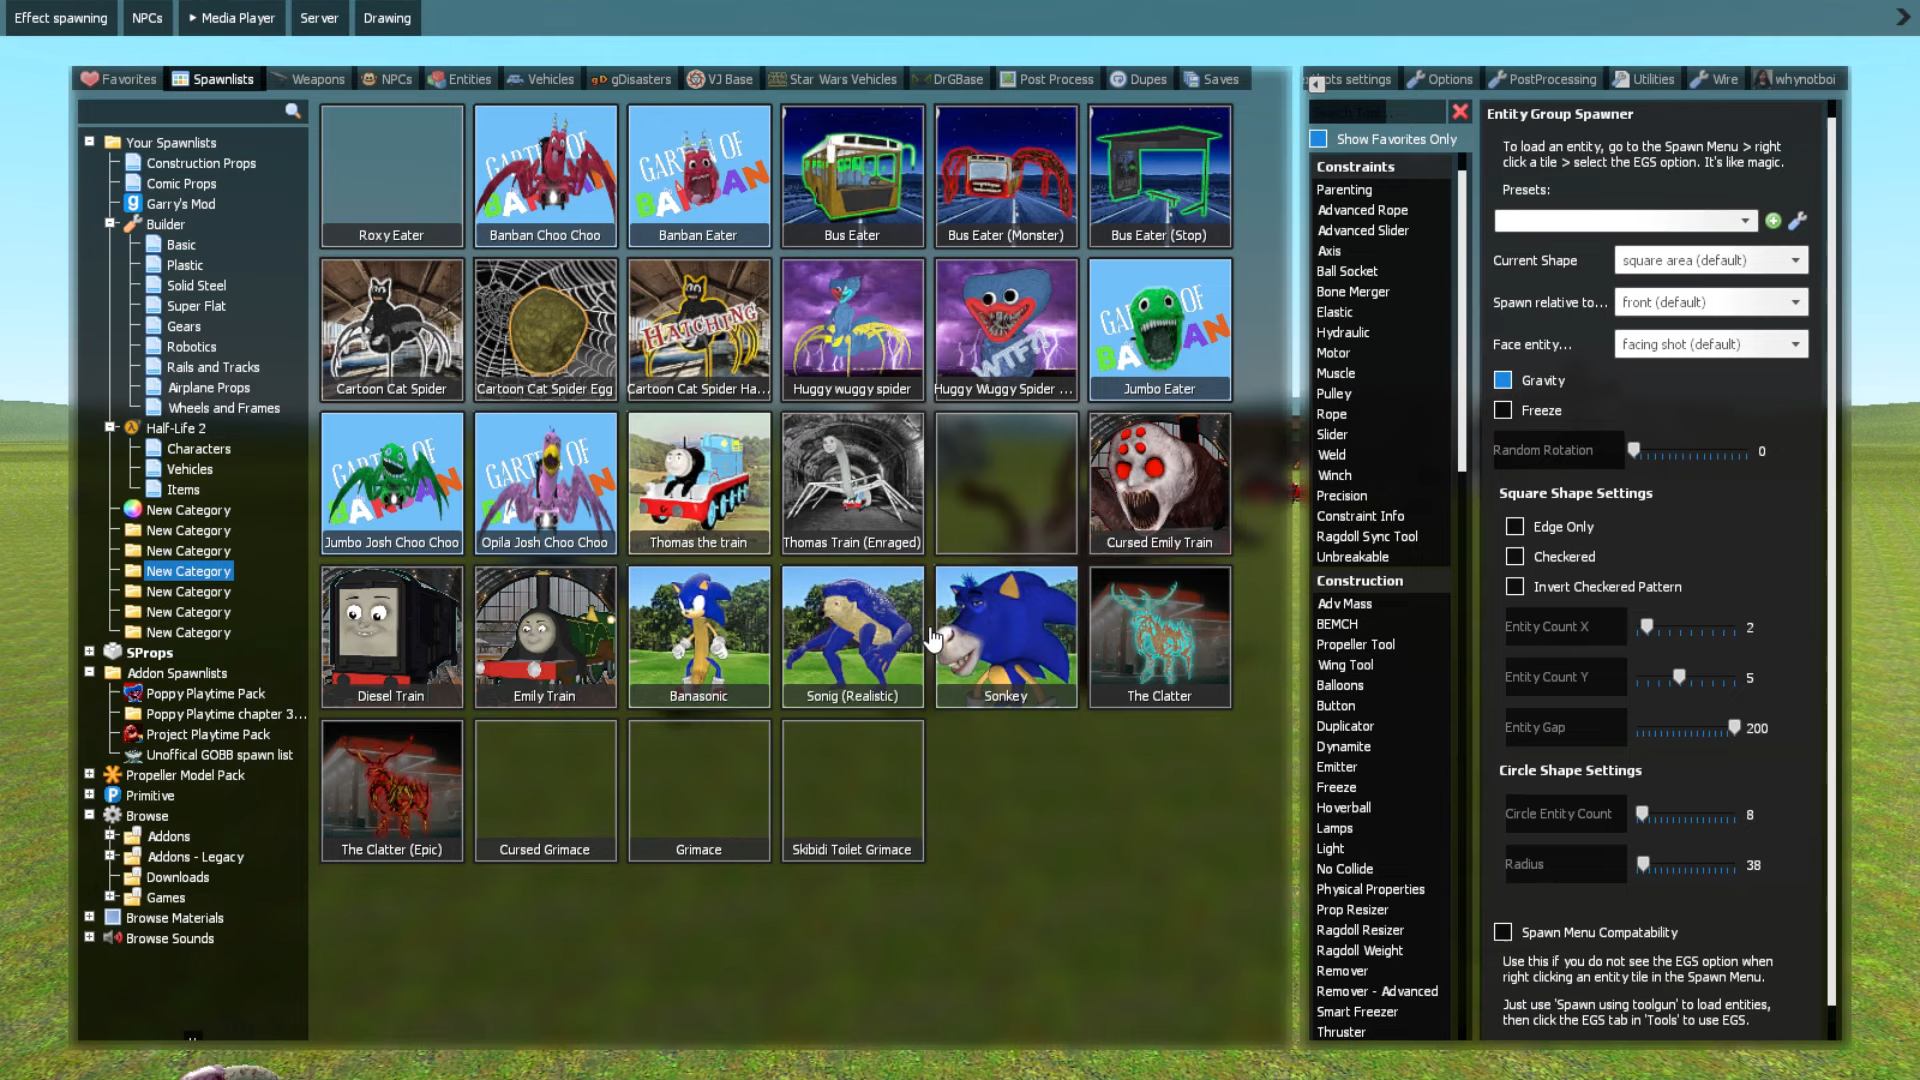 Effect spawning
NPCs
Media Player
Server
Drawing
Favorites
Spawnlists
Weapons
NPCs
Entities
Vehicles
gDisasters
VJ Base
Star Wars Vehicles
DrGBase
Post Process
Dupes
Saves
settings
Options
PostProcessing
Utilities
Wire
whynotboi
Your Spawnlists
Construction Props
Comic Props
Garry's Mod
Builder
Basic
Plastic
Solid Steel
Super Flat
Gears
Robotics
Rails and Tracks
Airplane Props
Wheels and Frames
Half-Life 2
Characters
Vehicles
Items
New Category
New Category
New Category
New Category
New Category
New Category
New Category
SProps
Addon Spawnlists
Poppy Playtime Pack
Poppy Playtime chapter 3...
Project Playtime Pack
Unoffical GOBB spawn list
Propeller Model Pack
Primitive
Browse
Addons
Addons - Legacy
Downloads
Games
Browse Materials
Browse Sounds
Roxy Eater
Banban Choo Choo
Banban Eater
Bus Eater
Bus Eater (Monster)
Bus Eater (Stop)
Cartoon Cat Spider
Cartoon Cat Spider Egg
HATCHING
Cartoon Cat Spider Ha...
Huggy wuggy spider
WTF?!
Huggy Wuggy Spider ...
Jumbo Eater
Jumbo Josh Choo Choo
Opila Josh Choo Choo
Thomas the train
Thomas Train (Enraged)
Cursed Emily Train
Diesel Train
Emily Train
Banasonic
Sonig (Realistic)
Sonkey
The Clatter
The Clatter (Epic)
Cursed Grimace
Grimace
Skibidi Toilet Grimace
Show Favorites Only
Constraints
Parenting
Advanced Rope
Advanced Slider
Axis
Ball Socket
Bone Merger
Elastic
Hydraulic
Motor
Muscle
Pulley
Rope
Slider
Weld
Winch
Precision
Constraint Info
Ragdoll Sync Tool
Unbreakable
Construction
Adv Mass
BEMCH
Propeller Tool
Wing Tool
Balloons
Button
Duplicator
Dynamite
Emitter
Freeze
Hoverball
Lamps
Light
No Collide
Physical Properties
Prop Resizer
Ragdoll Resizer
Ragdoll Weight
Remover
Remover - Advanced
Smart Freezer
Thruster
Entity Group Spawner
To load an entity, go to the Spawn Menu > right
click a tile > select the EGS option. It's like magic.
Presets:
Current Shape
square area (default)
Spawn relative to...
front (default)
Face entity...
facing shot (default)
Gravity
Freeze
Random Rotation
0
Square Shape Settings
Edge Only
Checkered
Invert Checkered Pattern
Entity Count X
2
Entity Count Y
5
Entity Gap
200
Circle Shape Settings
Circle Entity Count
8
Radius
38
Spawn Menu Compatability
Use this if you do not see the EGS option when
right clicking an entity tile in the Spawn Menu.
Just use 'Spawn using toolgun' to load entities,
then click the EGS tab in 'Tools' to use EGS.